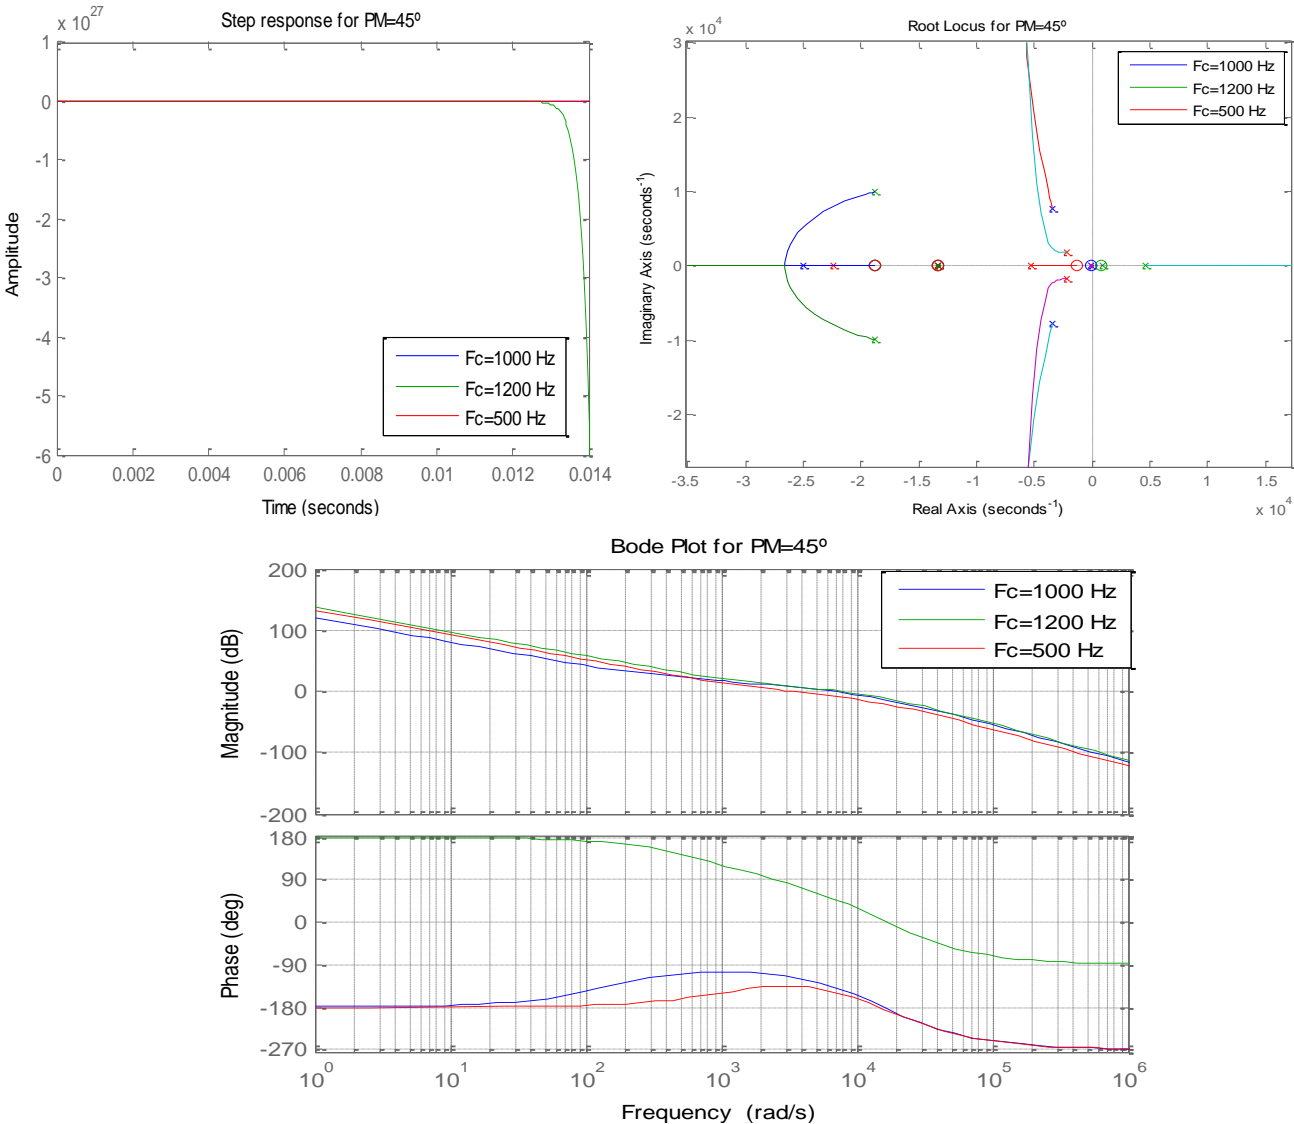 Step response for PM=45º
x 10^27
1
0
-1
-2
-3
-4
-5
-6
0
0.002
0.004
0.006
0.008
0.01
0.012
0.014
Amplitude
Time (seconds)
Fc=1000 Hz
Fc=1200 Hz
Fc=500 Hz
Root Locus for PM=45º
x 10^4
3
2
1
0
-1
-2
-3.5
-3
-2.5
-2
-1.5
-1
-0.5
0
0.5
1
1.5
x 10^4
Imaginary Axis (seconds^-1)
Real Axis (seconds^-1)
Fc=1000 Hz
Fc=1200 Hz
Fc=500 Hz
Bode Plot for PM=45º
200
100
0
-100
-200
Magnitude (dB)
Fc=1000 Hz
Fc=1200 Hz
Fc=500 Hz
180
90
0
-90
-180
-270
Phase (deg)
10^0
10^1
10^2
10^3
10^4
10^5
10^6
Frequency (rad/s)